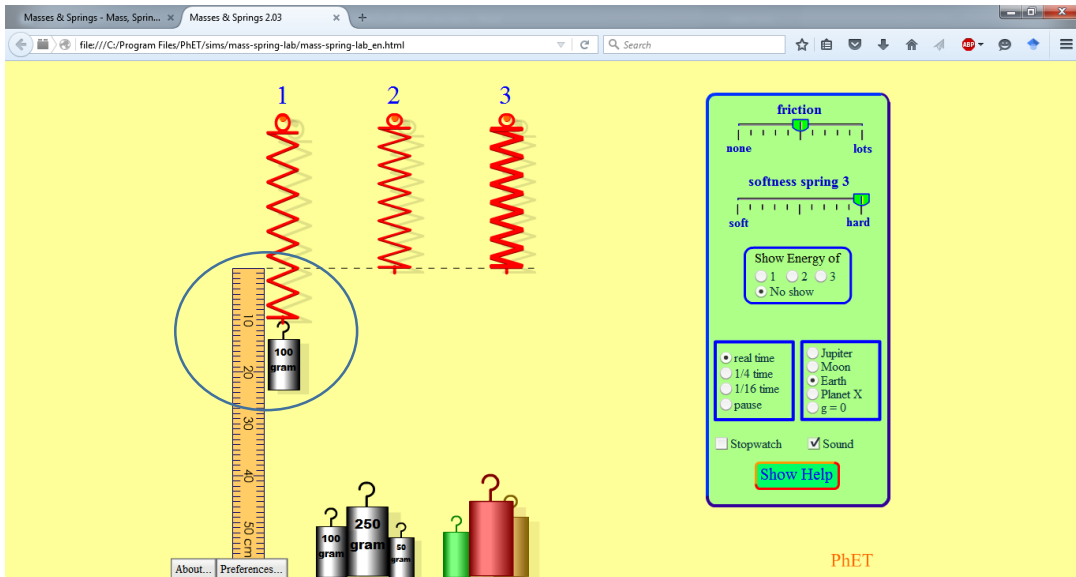 Masses & Springs - Mass, Sprin...
Masses & Springs 2.03
file:///C:/Program Files/PhET/sims/mass-spring-lab/mass-spring-lab_en.html
Search
ABP
1
2
3
friction
none
lots
softness spring 3
soft
hard
Show Energy of
1 2 3
No show
real time
1/4 time
1/16 time
pause
Jupiter
Moon
Earth
Planet X
g = 0
Stopwatch
Sound
Show Help
10
20
30
40
50 cm
100
gram
100
gram
250
gram
50
gram
About...
Preferences...
PhET